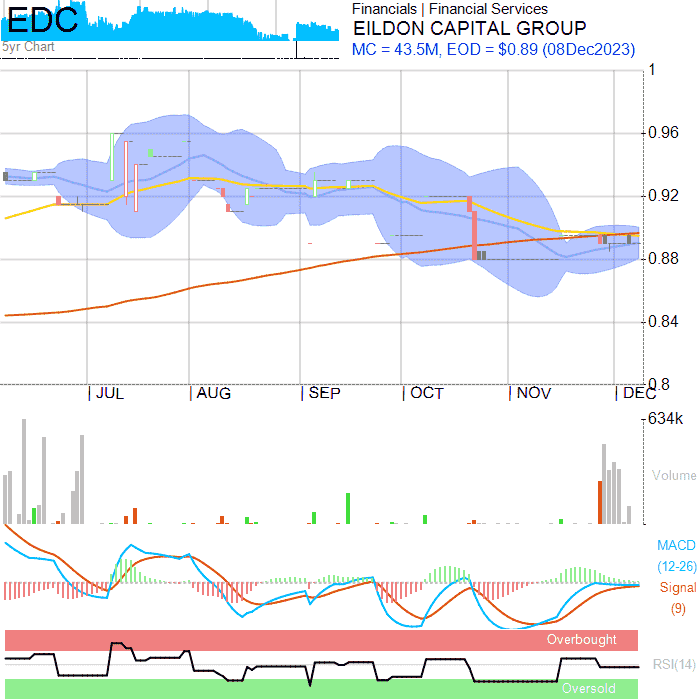 EDC
5yr Chart
Financials | Financial Services
EILDON CAPITAL GROUP
MC = 43.5M, EOD = $0.89 (08Dec2023)
1
0.96
0.92
0.88
0.84
0.8
JUL AUG SEP OCT NOV DEC
634k
Volume
MACD
(12-26)
Signal
(9)
Overbought
RSI(14)
Oversold